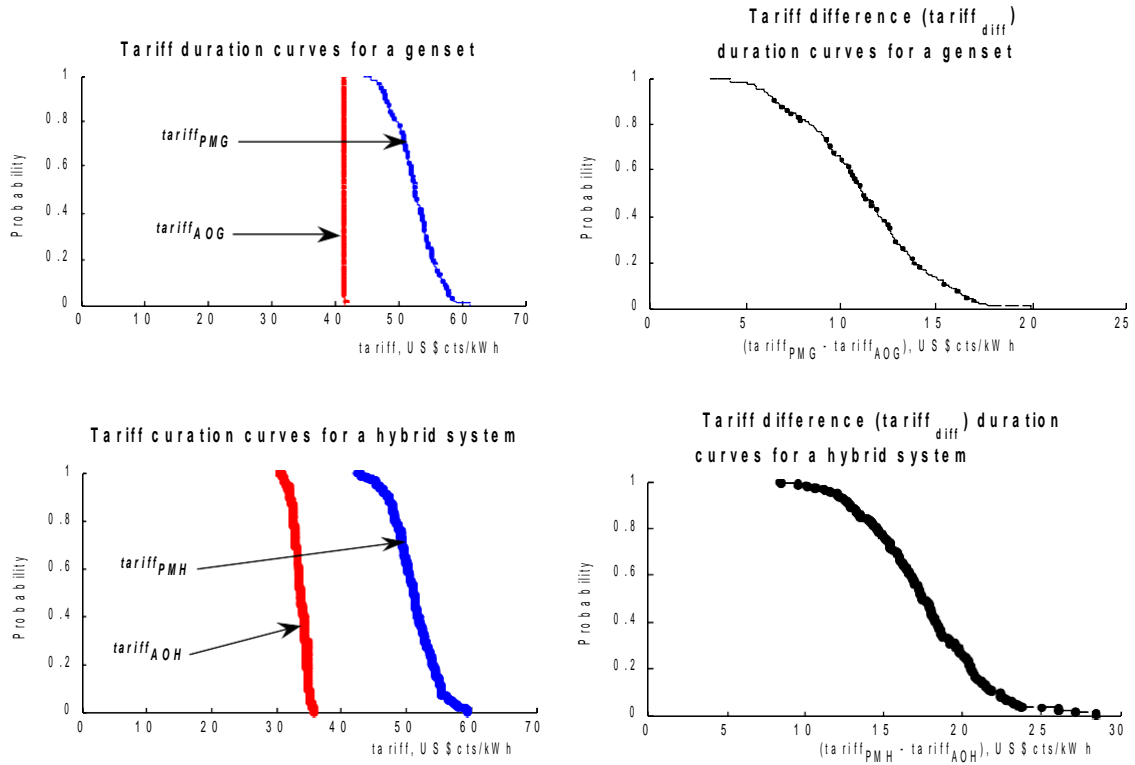 Tariff duration curves for a genset
1
0.8
0.6
0.4
0.2
0
Probability
tariffPMG
tariffAOG
0 10 20 30 40 50 60 70
tariff, US$cts/kWh
Tariff difference (tariffdiff)
duration curves for a genset
1
0.8
0.6
0.4
0.2
0
Probability
0 5 10 15 20 25
(tariffPMG - tariffAOG), US$cts/kWh
Tariff curation curves for a hybrid system
1
0.8
0.6
0.4
0.2
0
Probability
tariffPMH
tariffAOH
0 10 20 30 40 50 60 70
tariff, US$cts/kWh
Tariff difference (tariffdiff) duration
curves for a hybrid system
1
0.8
0.6
0.4
0.2
0
Probability
0 5 10 15 20 25 30
(tariffPMH - tariffAOH), US$cts/kWh